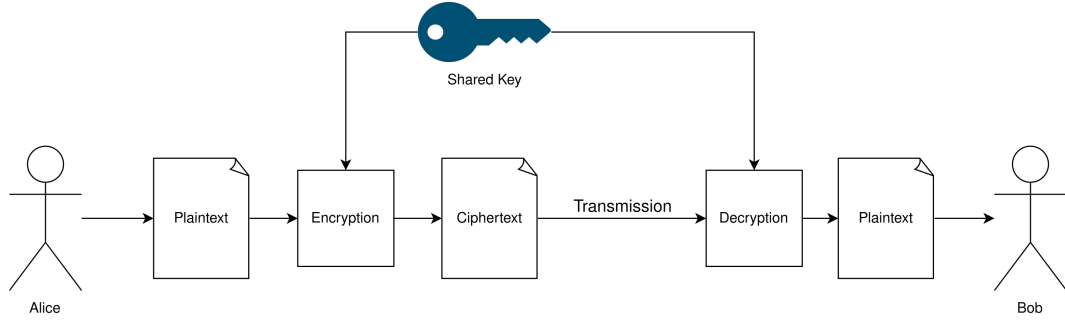 Shared Key
Plaintext
Encryption
Ciphertext
Transmission
Decryption
Plaintext
Alice
Bob